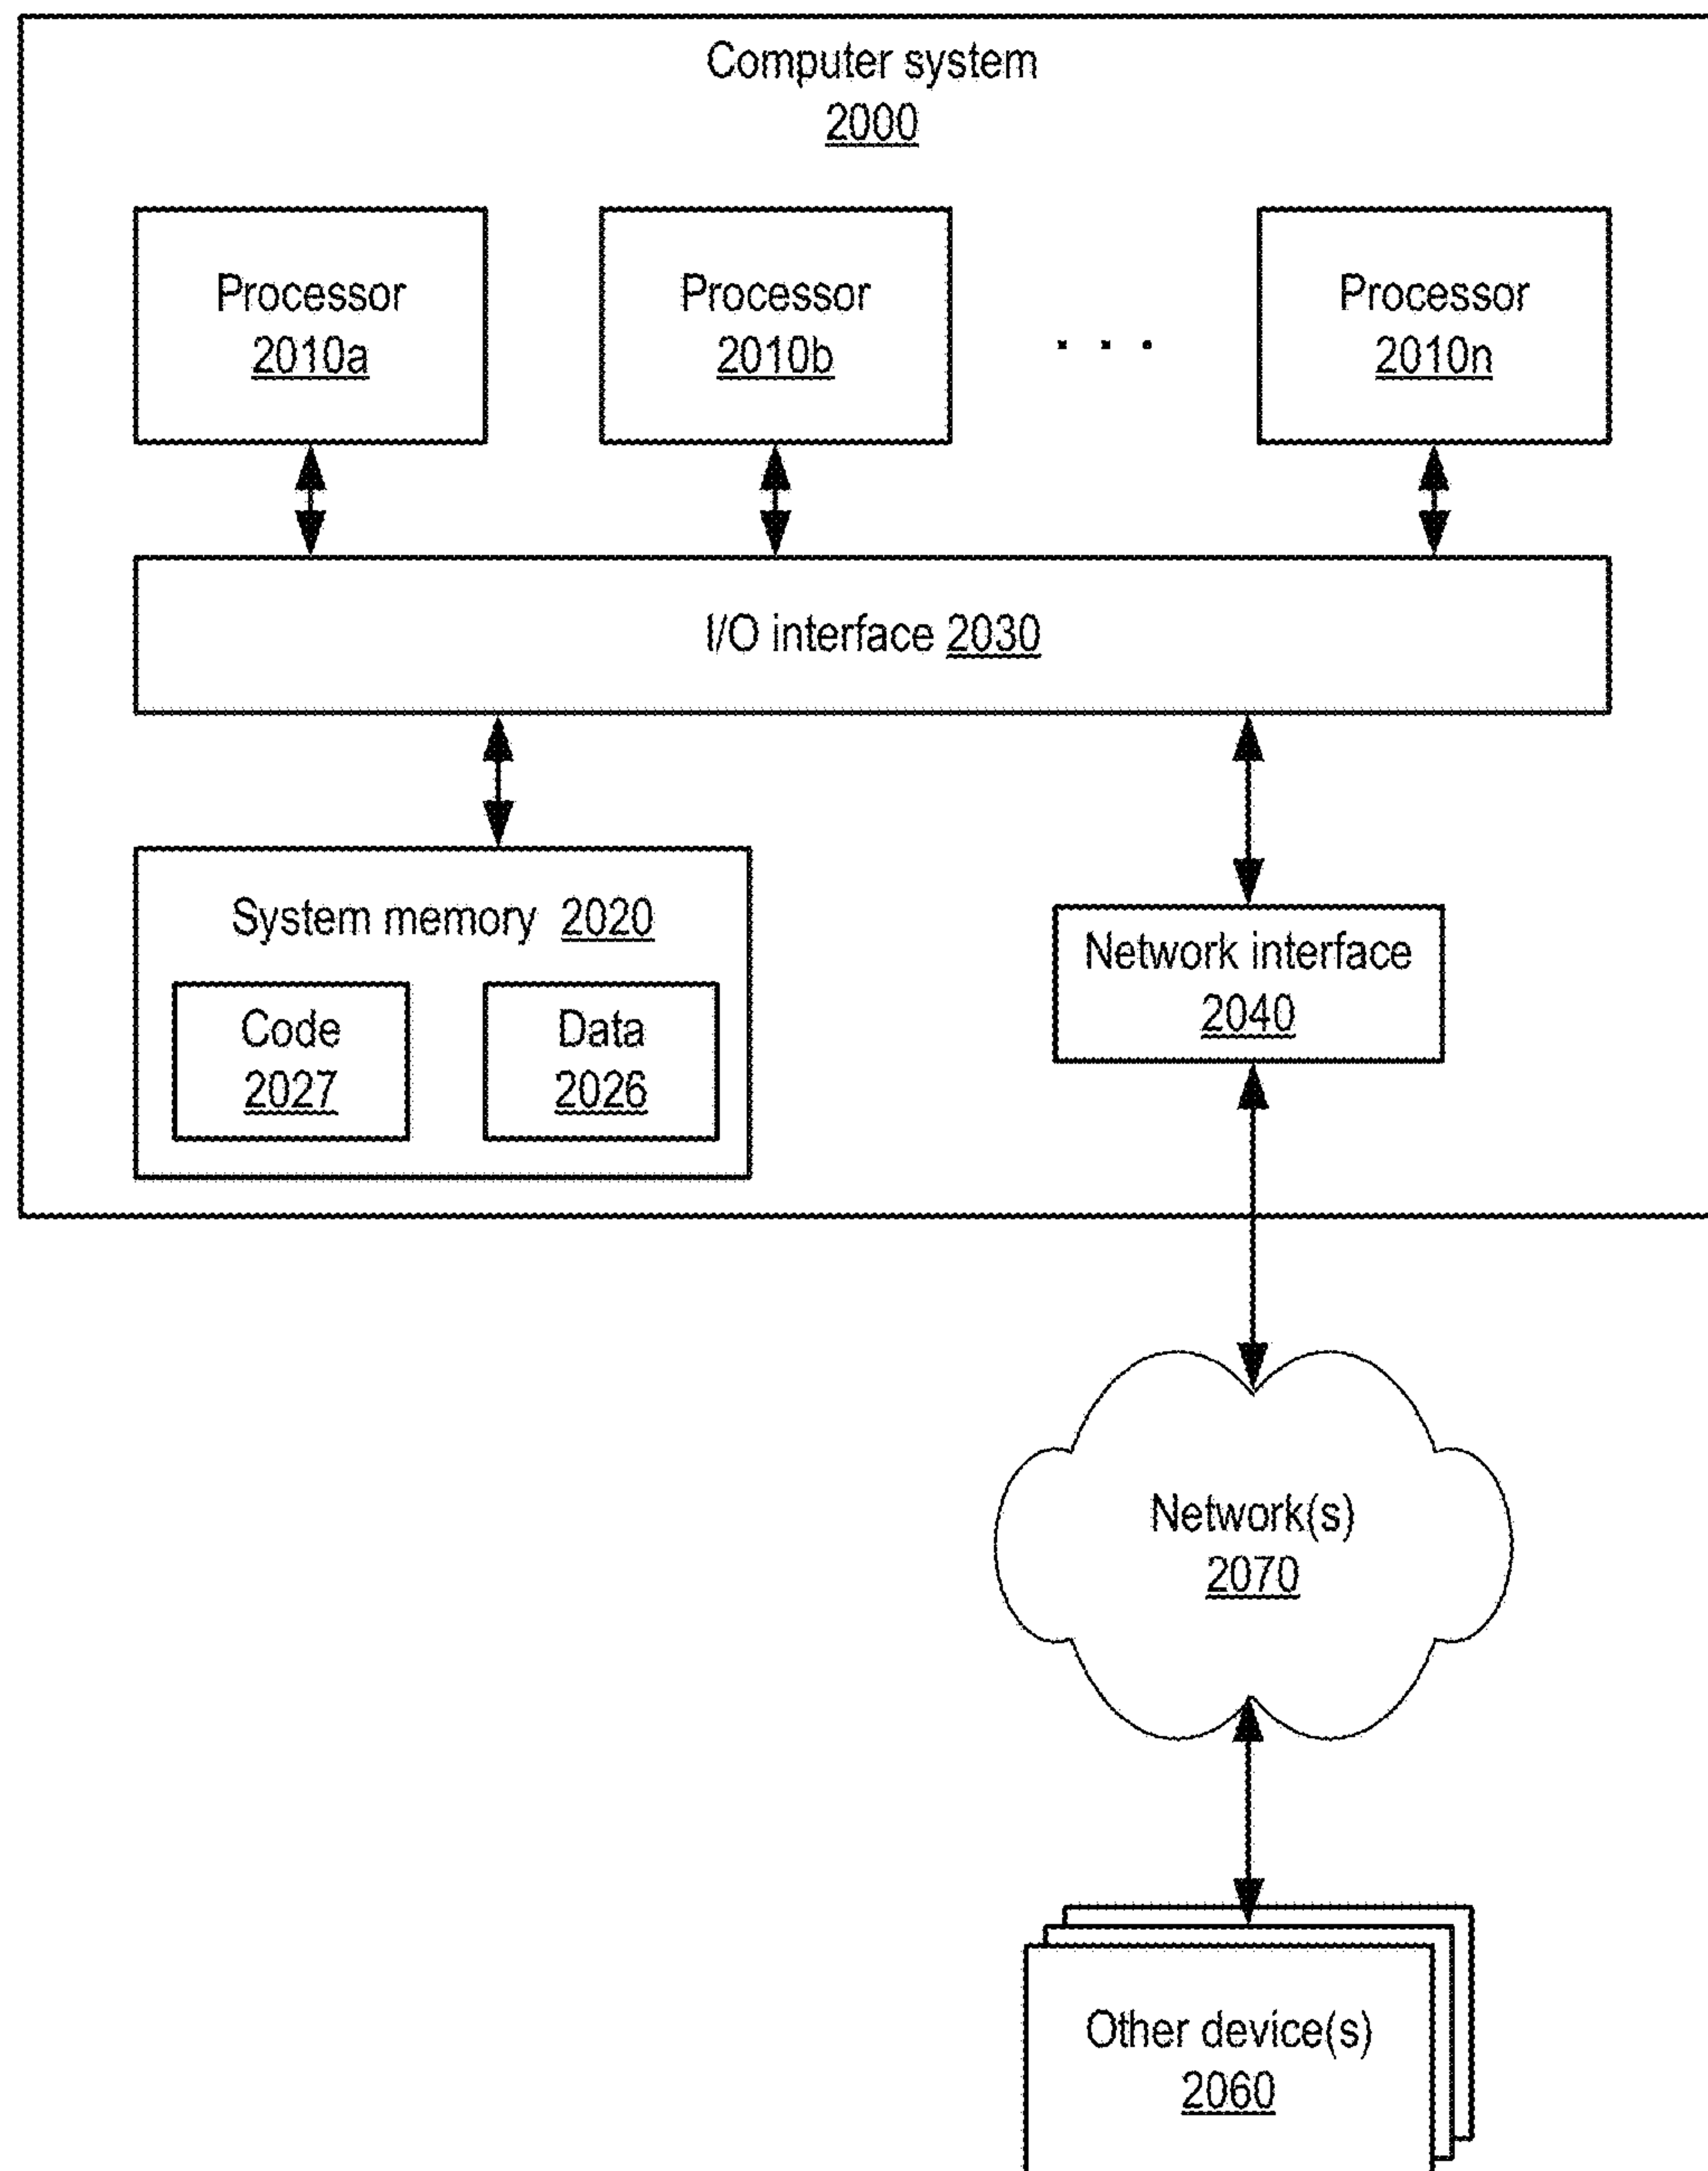 Computer system
2000
Processor
2010a
Processor
2010b
. . .
Processor
2010n
I/O interface 2030
System memory 2020
Code
2027
Data
2026
Network interface
2040
Network(s)
2070
Other device(s)
2060